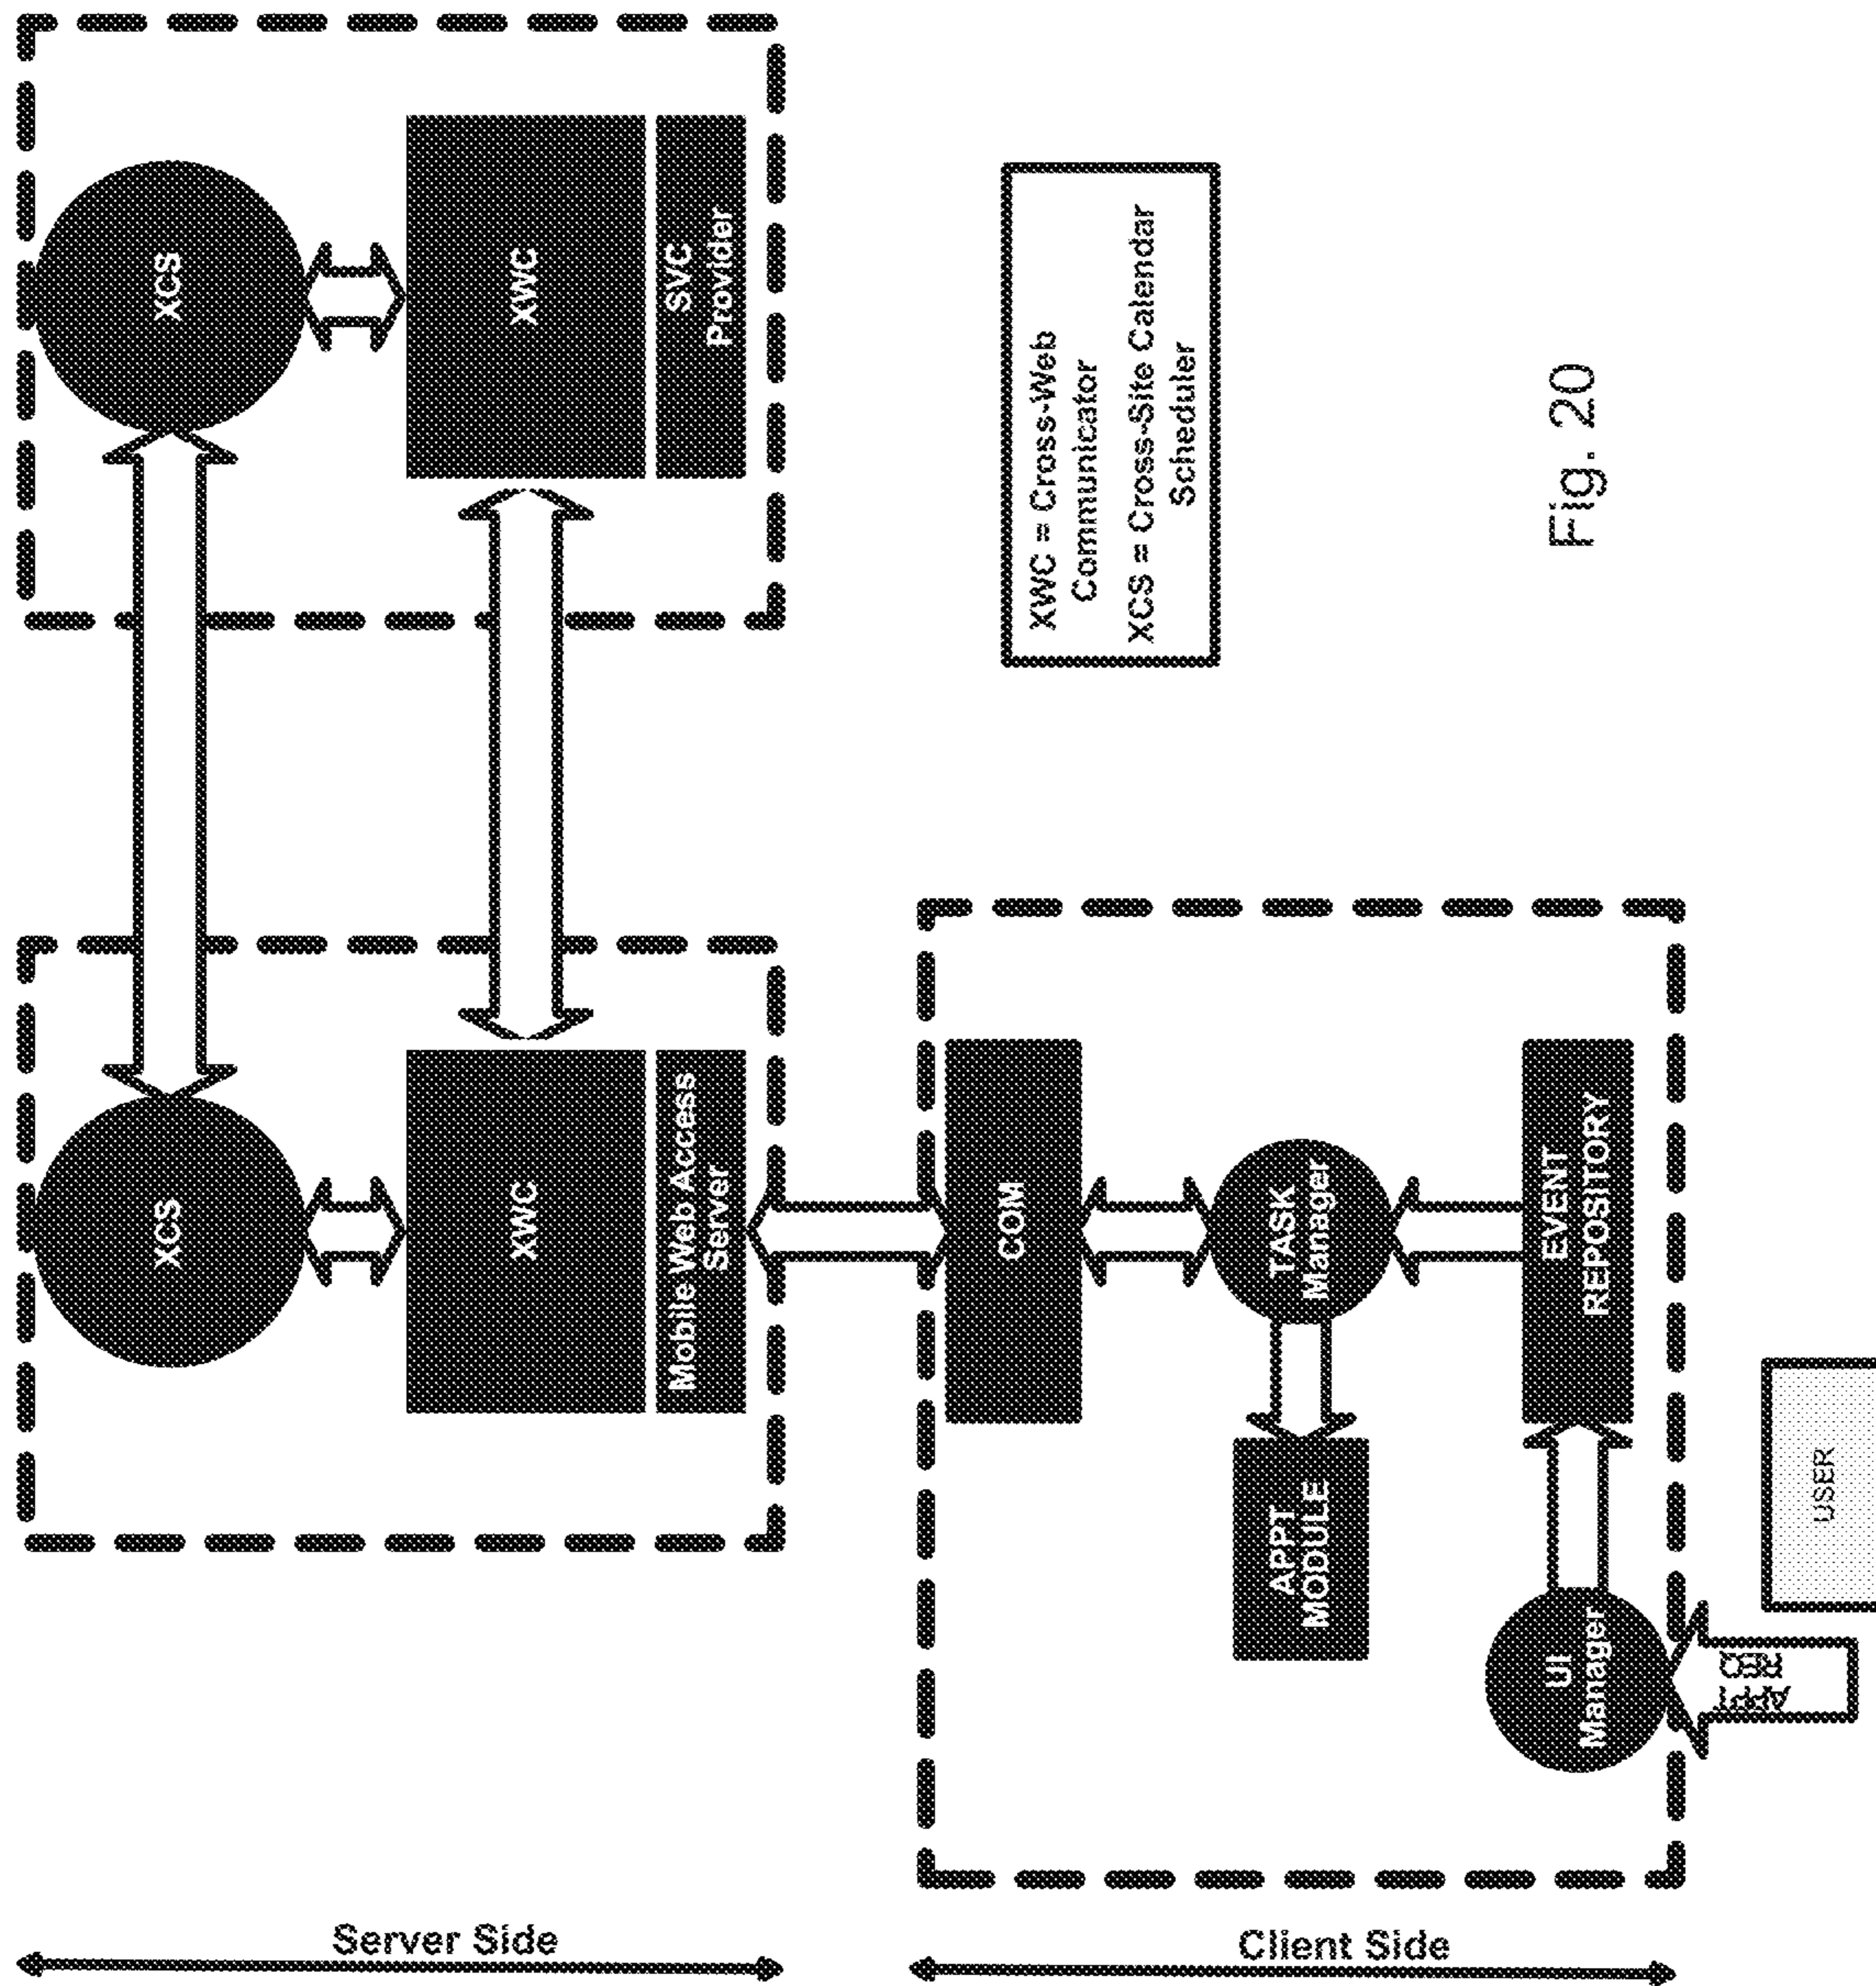 Server Side
XCS
XWC
Mobile Web Access
Server
XCS
XWC
SVC
Provider
Client Side
COM
TASK
Manager
APPT
MODULE
EVENT
REPOSITORY
UI
Manager
APPT
REQ
USER
XWC = Cross-Web
Communicator
XCS = Cross-Site Calendar
Scheduler
Fig. 20